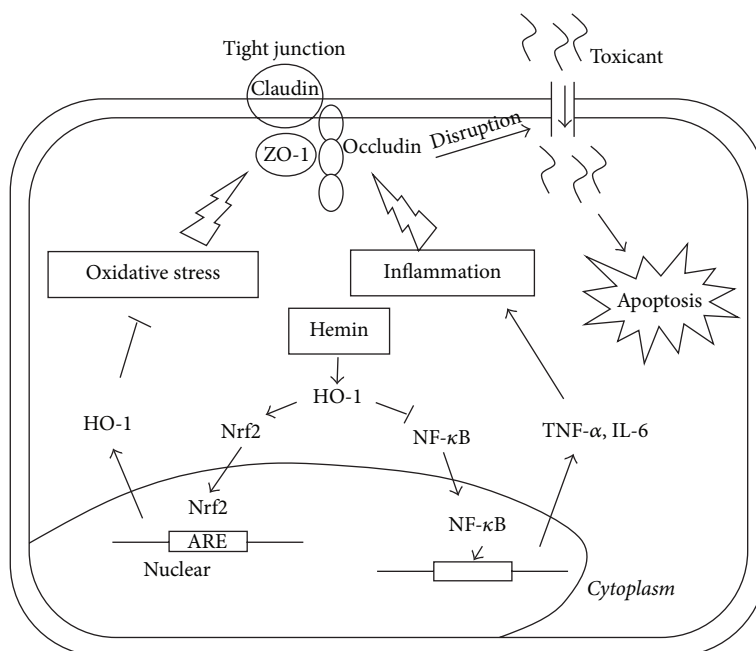 Tight junction
Toxicant
Claudin
ZO-1
Occludin
Disruption
Oxidative stress
Inflammation
Apoptosis
Hemin
HO-1
HO-1
Nrf2
NF-κB
TNF-α, IL-6
Nrf2
NF-κB
ARE
Nuclear
Cytoplasm